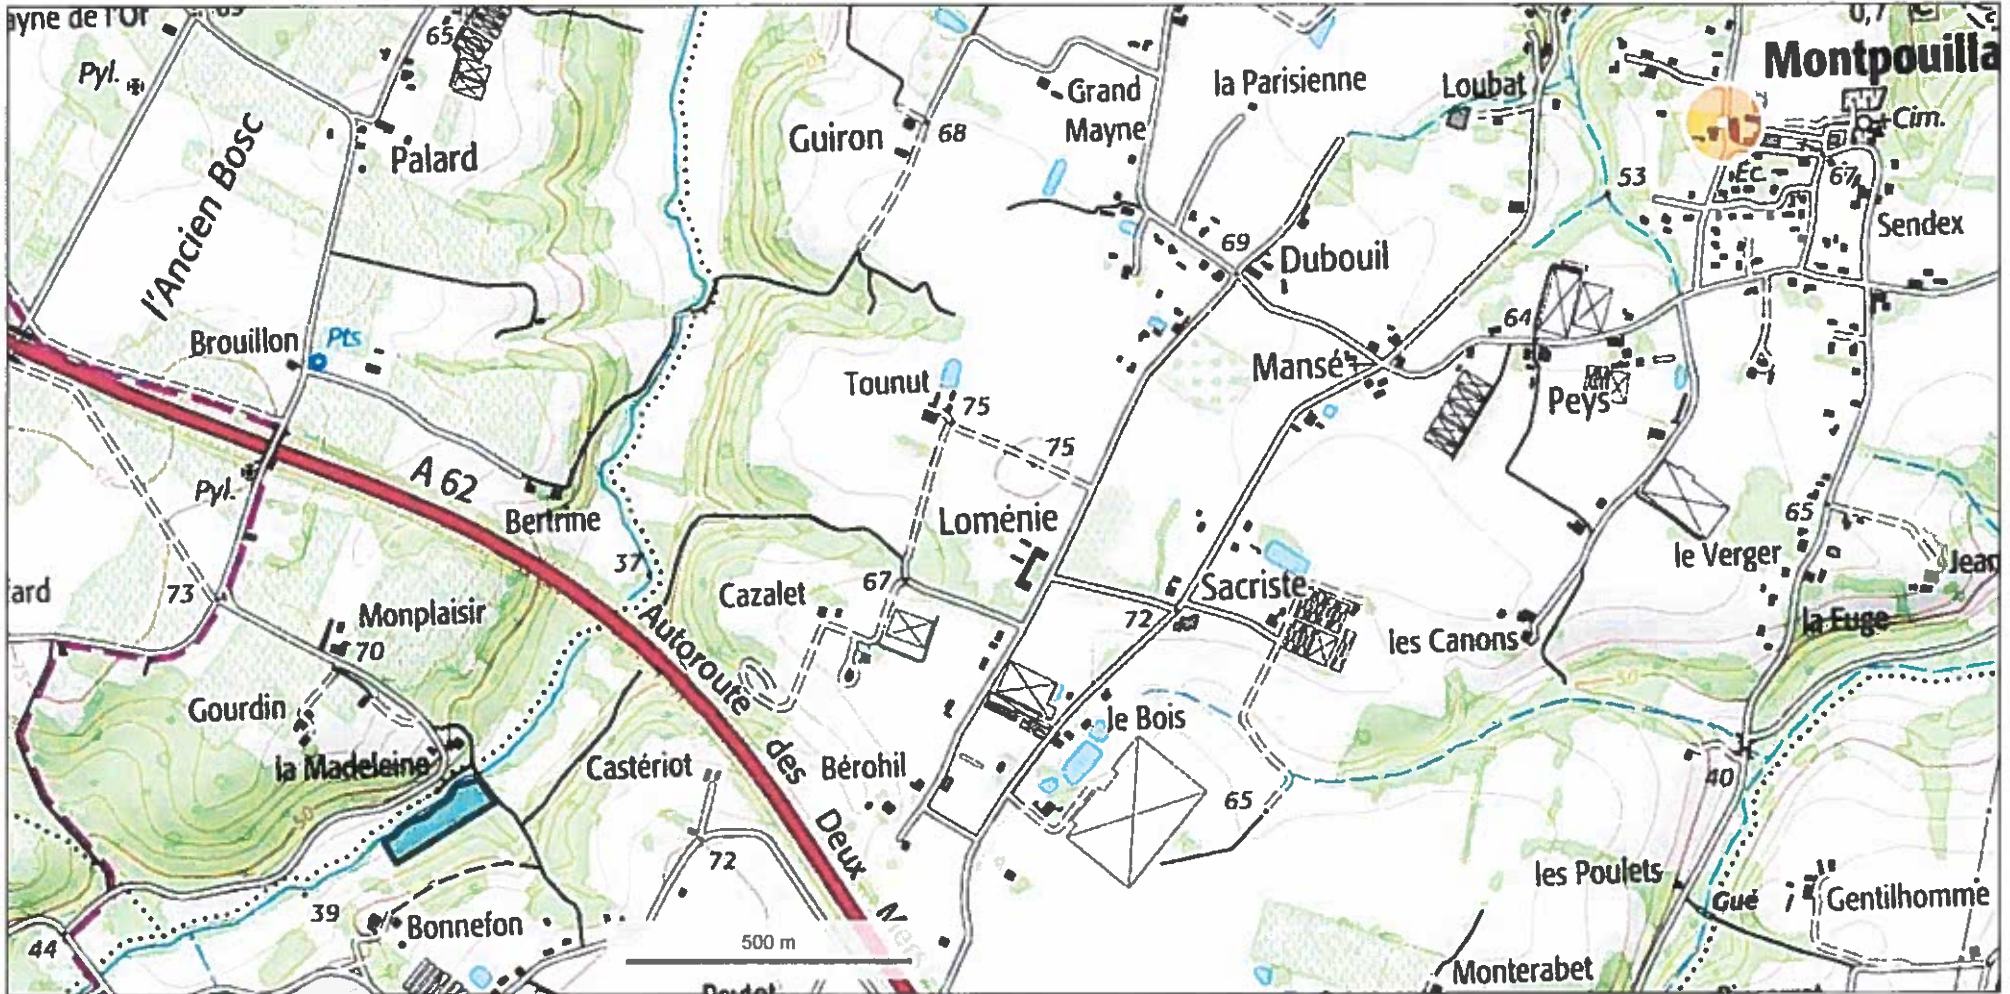 65
Pyl.
Montpouilla
la Parisienne
Loubat
Grand
Mayne
Guiron
68
Palard
Cim.
l'Ancien Bosc
53
Éc.
67
Sendex
69
Dubouil
64
Brouillon
Pts
Mansé
Tounut
75
Peys
75
A 62
Pyl.
Bertrine
Loménie
65
le Verger
Jean
37
73
Cazalet
67
Sacriste
72
Monplaisir
70
les Canons
la Fuge
Autoroute des Deux
Gourdin
le Bois
la Madeleine
Castériot
Bérohil
40
65
72
les Poulets
Gué
Gentilhomme
39
Bonnefon
44
500 m
Monterabet